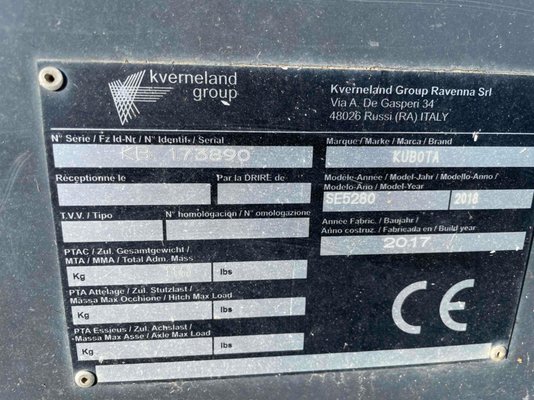 kverneland
group
Kverneland Group Ravenna Srl
Via A. De Gasperi 34
48026 Russi (RA) ITALY
N° Série / Fz Id-Nr. / N° Identif. / Serial
KB 173890
Marque / Marke / Marca / Brand
KUBOTA
Réceptionné le
Par la DRIRE de
Modèle-Année / Model-Jahr / Modello-Anno /
Modelo-Año / Model-Year
SE5280
2018
T.V.V. / Tipo
N° homologación / N° omologazione
Année Fabric. / Baujahr /
Anno costruz. / Fabricada en / Build year
2017
PTAC / Zul. Gesamtgewicht /
MTA / MMA / Total Adm. Mass
Kg
lbs
PTA Attelage / Zul. Stutzlast /
Massa Max Occhione / Hitch Max Load
Kg
lbs
PTA Essieus / Zul. Achslast /
Massa Max Asse / Axle Max Load
Kg
lbs
CE